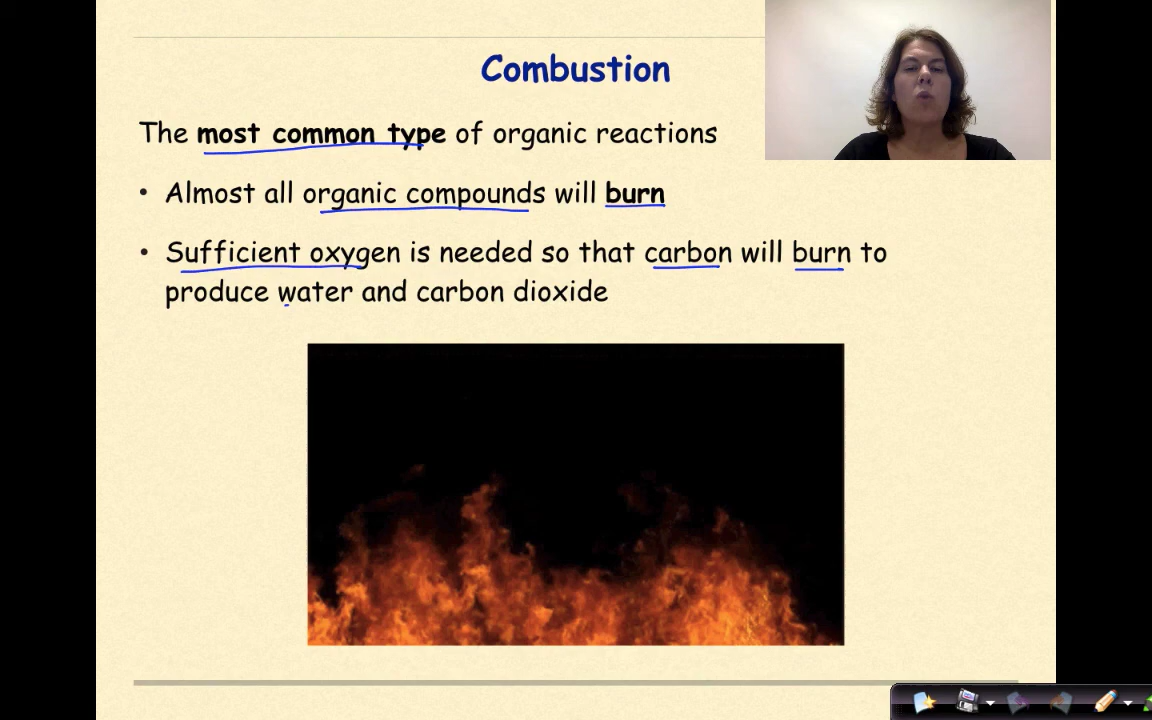 Combustion
The most common type of organic reactions
• Almost all organic compounds will burn
• Sufficient oxygen is needed so that carbon will burn to
produce water and carbon dioxide